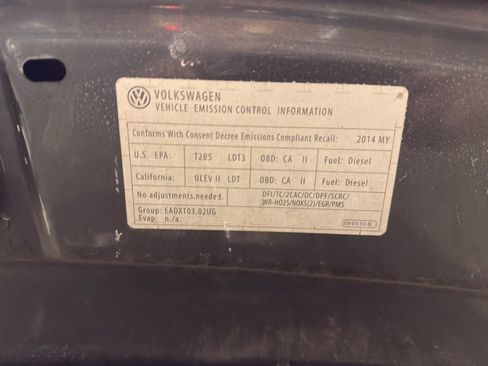 VOLKSWAGEN
VEHICLE EMISSION CONTROL INFORMATION
Conforms With Consent Decree Emissions Compliant Recall: 2014 MY
U.S. EPA: T2B5 LDT3 OBD: CA II Fuel: Diesel
California: ULEV II LDT OBD: CA II Fuel: Diesel
No adjustments needed. DFI/TC/2CAC/OC/DPF/SCRC/
WR-HO2S/NOXS(2)/EGR/PMS
Group: EADXT03.02UG
Evap: n./a.